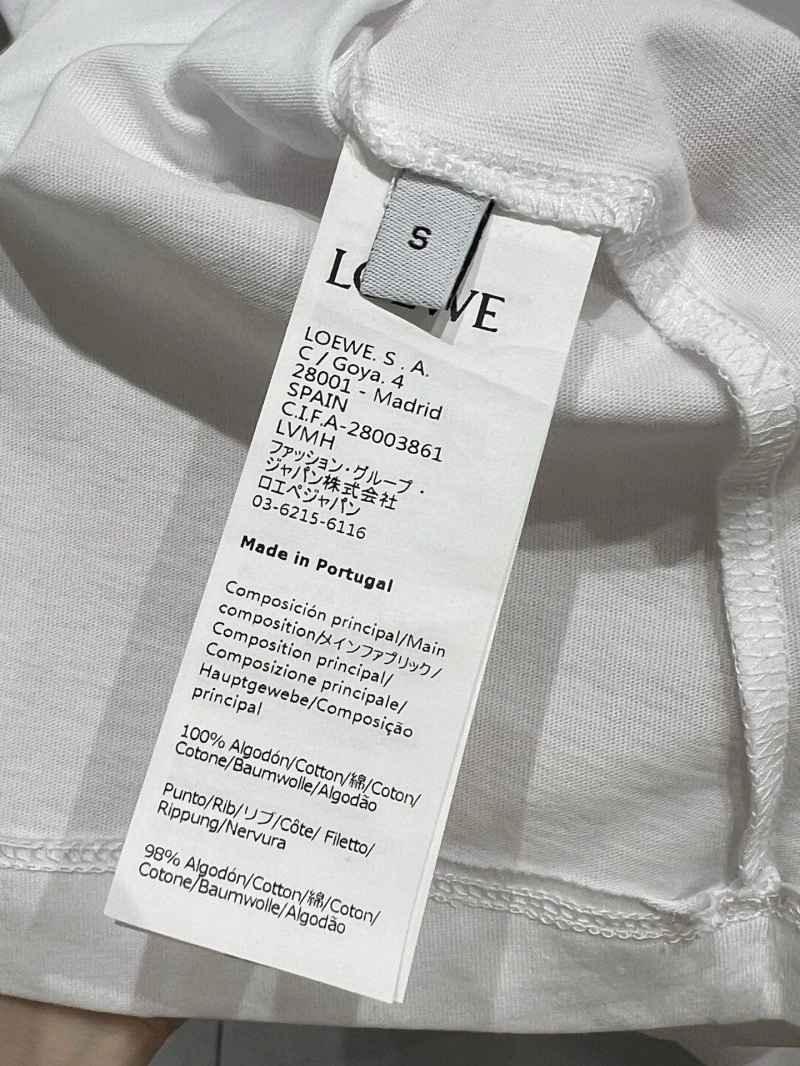 S
LOEWE
LOEWE. S . A.
C / Goya. 4
28001 - Madrid
SPAIN
C.I.F.A-28003861
LVMH
ファッション・グループ・
ジャパン株式会社
ロエベジャパン
03-6215-6116
Made in Portugal
Composición principal/Main
composition/メインファブリック/
Composition principal/
Composizione principale/
Hauptgewebe/Composição
principal
100% Algodón/Cotton/綿/Coton/
Cotone/Baumwolle/Algodão
Punto/Rib/リブ/Côte/ Filetto/
Rippung/Nervura
98% Algodón/Cotton/綿/Coton/
Cotone/Baumwolle/Algodão